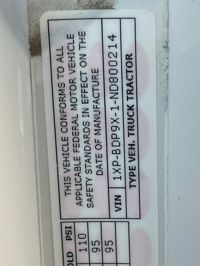 THIS VEHICLE CONFORMS TO ALL
APPLICABLE FEDERAL MOTOR VEHICLE
SAFETY STANDARDS IN EFFECT ON THE
DATE OF MANUFACTURE
VIN 1XP-BDP9X-1-ND800214
TYPE VEH. TRUCK TRACTOR
OLD PSI
110
95
95